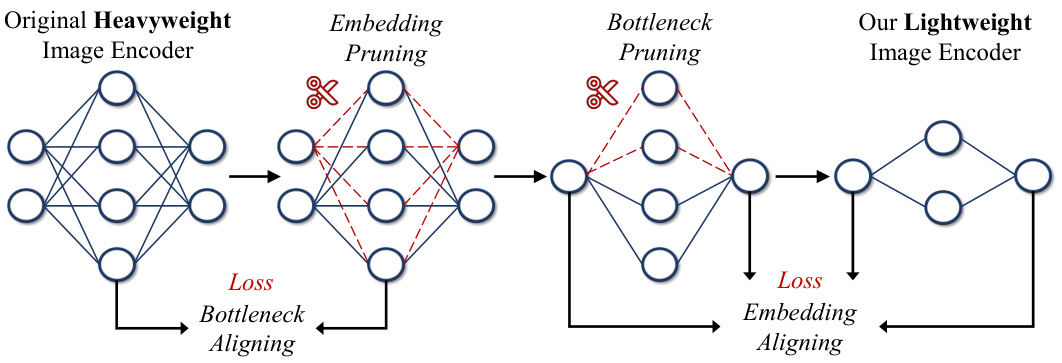 Original Heavyweight
Image Encoder
Embedding
Pruning
Bottleneck
Pruning
Our Lightweight
Image Encoder
Loss
Bottleneck
Aligning
Loss
Embedding
Aligning